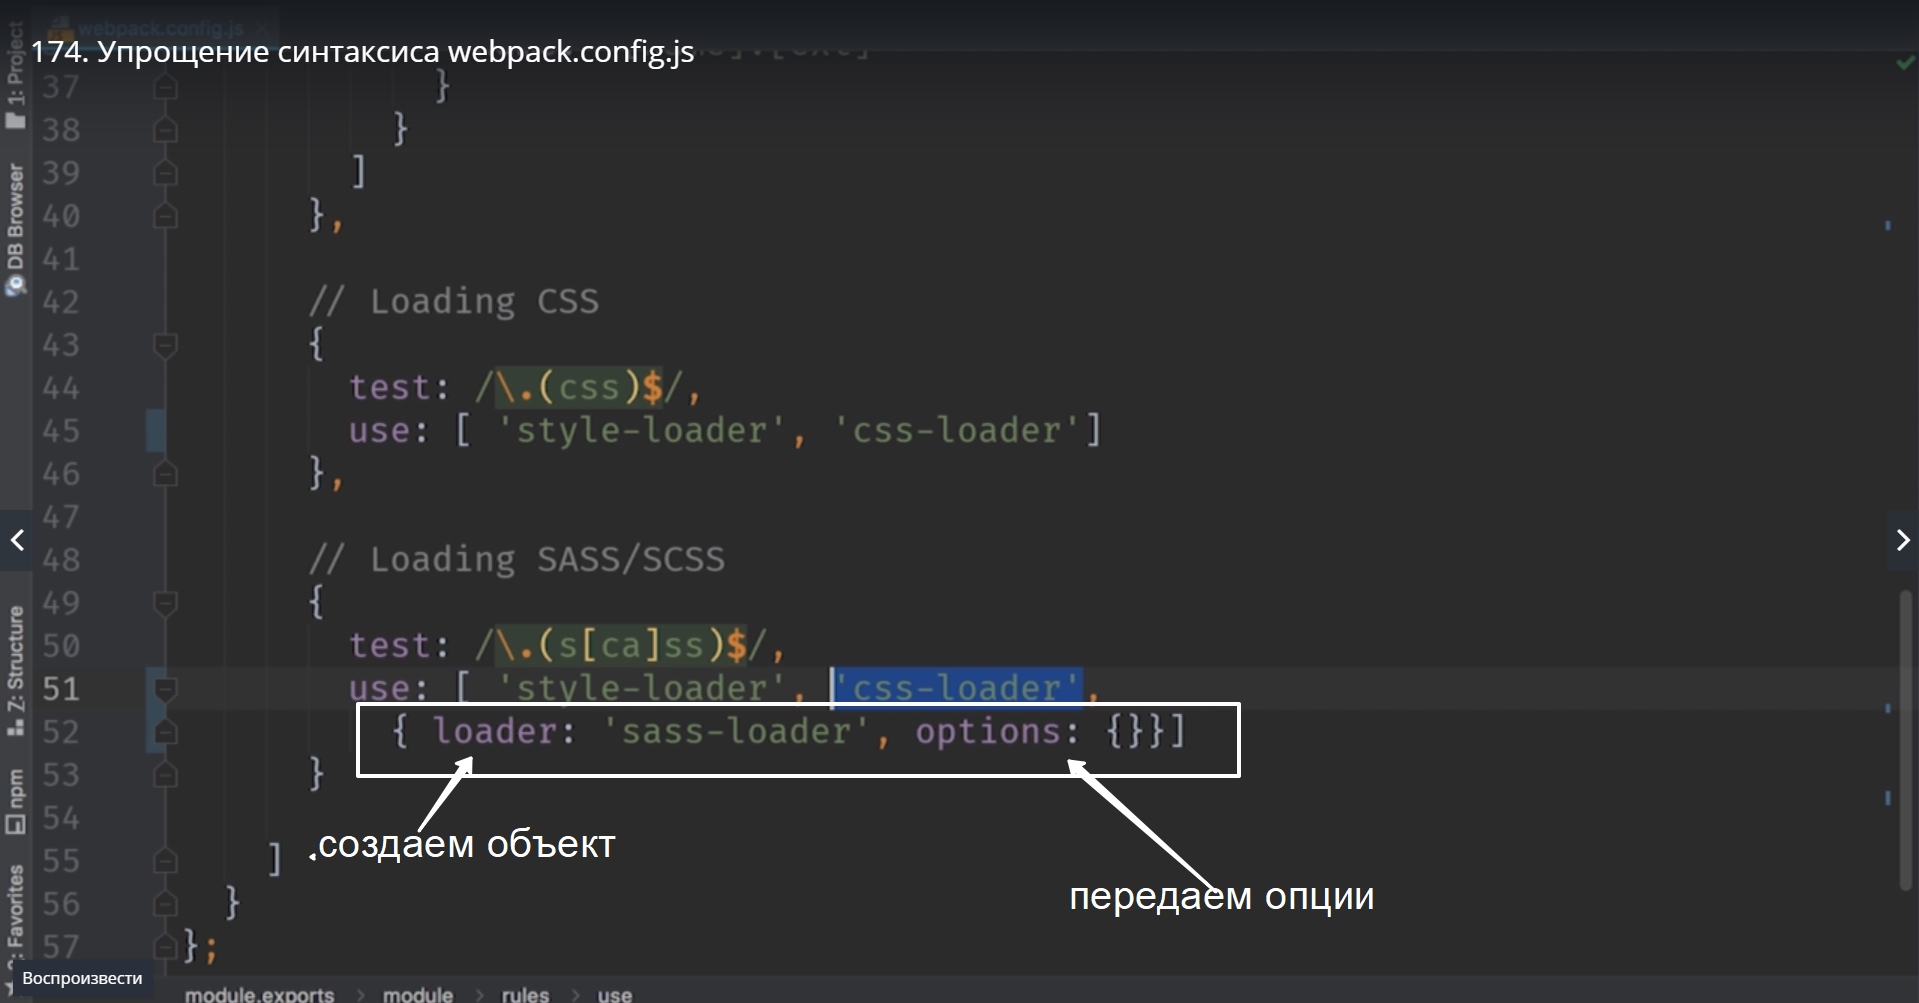 webpack.config.js
174. Упрощение синтаксиса webpack.config.js
1: Project
DB Browser
Z: Structure
npm
Favorites
37 }
38 }
39 ]
40 },
41
42 // Loading CSS
43 {
44 test: /\.(css)$/,
45 use: [ 'style-loader', 'css-loader']
46 },
47
48 // Loading SASS/SCSS
49 {
50 test: /\.(s[ca]ss)$/,
51 use: [ 'style-loader', 'css-loader',
52 { loader: 'sass-loader', options: {}}]
53 }
54
.создаем объект
55 ]
передаем опции
56 }
57 };
Воспроизвести
module.exports > module > rules > use